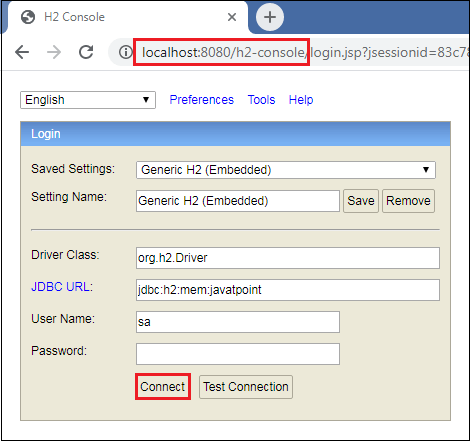 H2 Console
localhost:8080/h2-console/login.jsp?jsessionid=83c78
English Preferences Tools Help
Login
Saved Settings: Generic H2 (Embedded)
Setting Name: Generic H2 (Embedded) Save Remove
Driver Class: org.h2.Driver
JDBC URL: jdbc:h2:mem:javatpoint
User Name: sa
Password:
Connect Test Connection